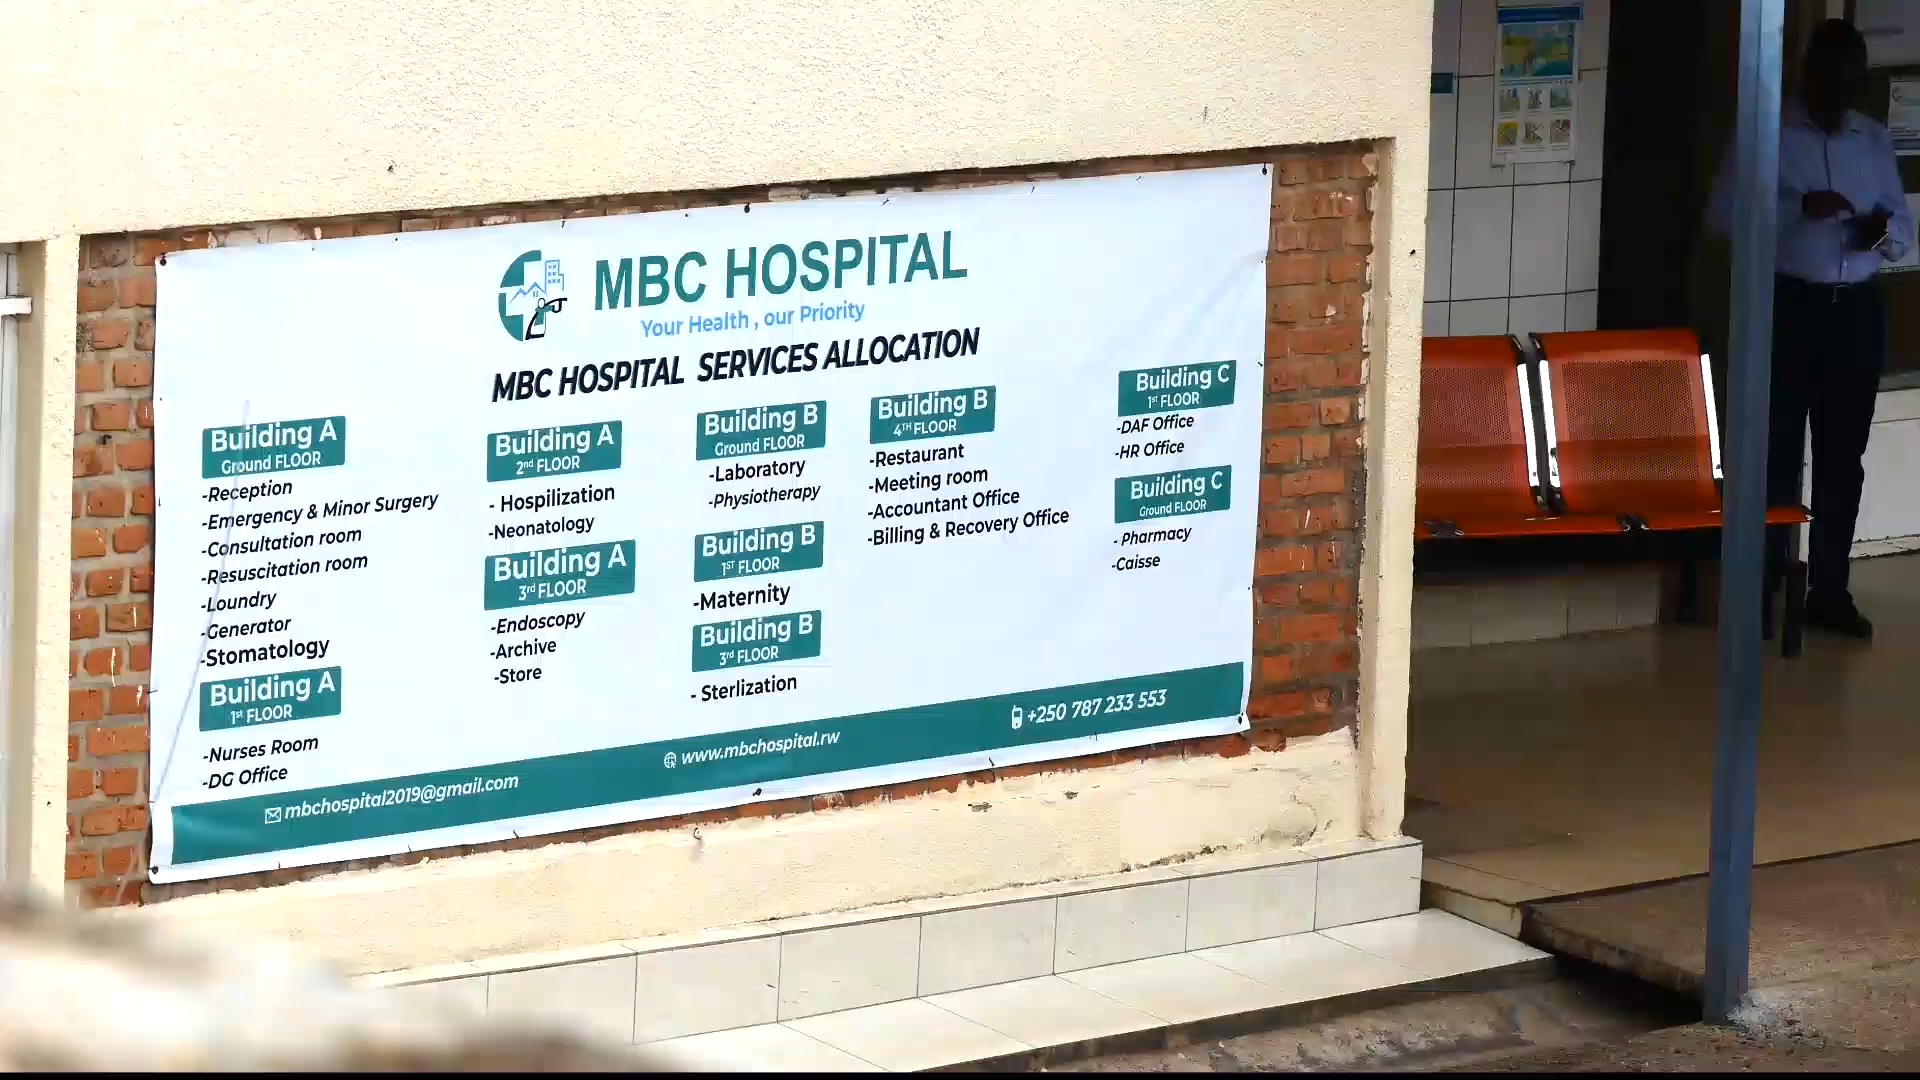 MBC HOSPITAL
Your Health , our Priority
MBC HOSPITAL SERVICES ALLOCATION
Building A
Ground FLOOR
-Reception
-Emergency & Minor Surgery
-Consultation room
-Resuscitation room
-Loundry
-Generator
-Stomatology
Building A
1st FLOOR
-Nurses Room
-DG Office
Building A
2nd FLOOR
- Hospilization
-Neonatology
Building A
3rd FLOOR
-Endoscopy
-Archive
-Store
Building B
Ground FLOOR
-Laboratory
-Physiotherapy
Building B
1ST FLOOR
-Maternity
Building B
3rd FLOOR
- Sterlization
Building B
4TH FLOOR
-Restaurant
-Meeting room
-Accountant Office
-Billing & Recovery Office
Building C
1st FLOOR
-DAF Office
-HR Office
Building C
Ground FLOOR
- Pharmacy
-Caisse
mbchospital2019@gmail.com
www.mbchospital.rw
+250 787 233 553